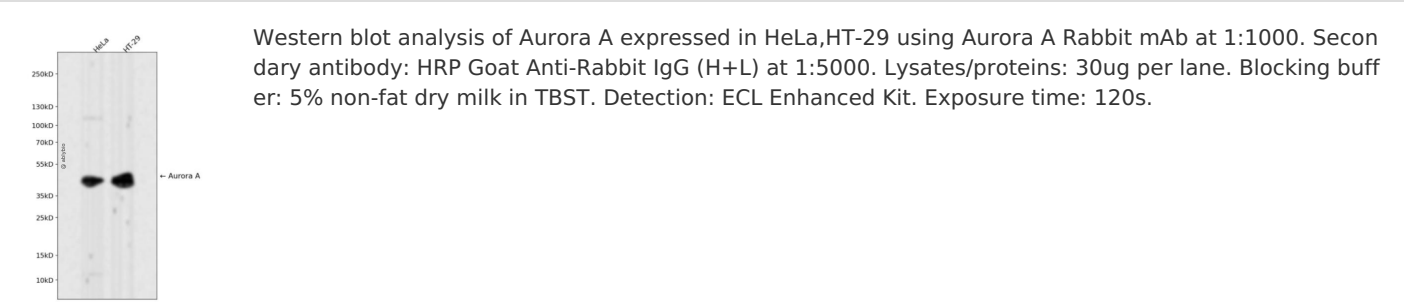 HeLa
HT-29
Western blot analysis of Aurora A expressed in HeLa,HT-29 using Aurora A Rabbit mAb at 1:1000. Secon
dary antibody: HRP Goat Anti-Rabbit IgG (H+L) at 1:5000. Lysates/proteins: 30ug per lane. Blocking buff
er: 5% non-fat dry milk in TBST. Detection: ECL Enhanced Kit. Exposure time: 120s.
250kD
130kD
100kD
70kD
55kD
← Aurora A
35kD
25kD
15kD
10kD